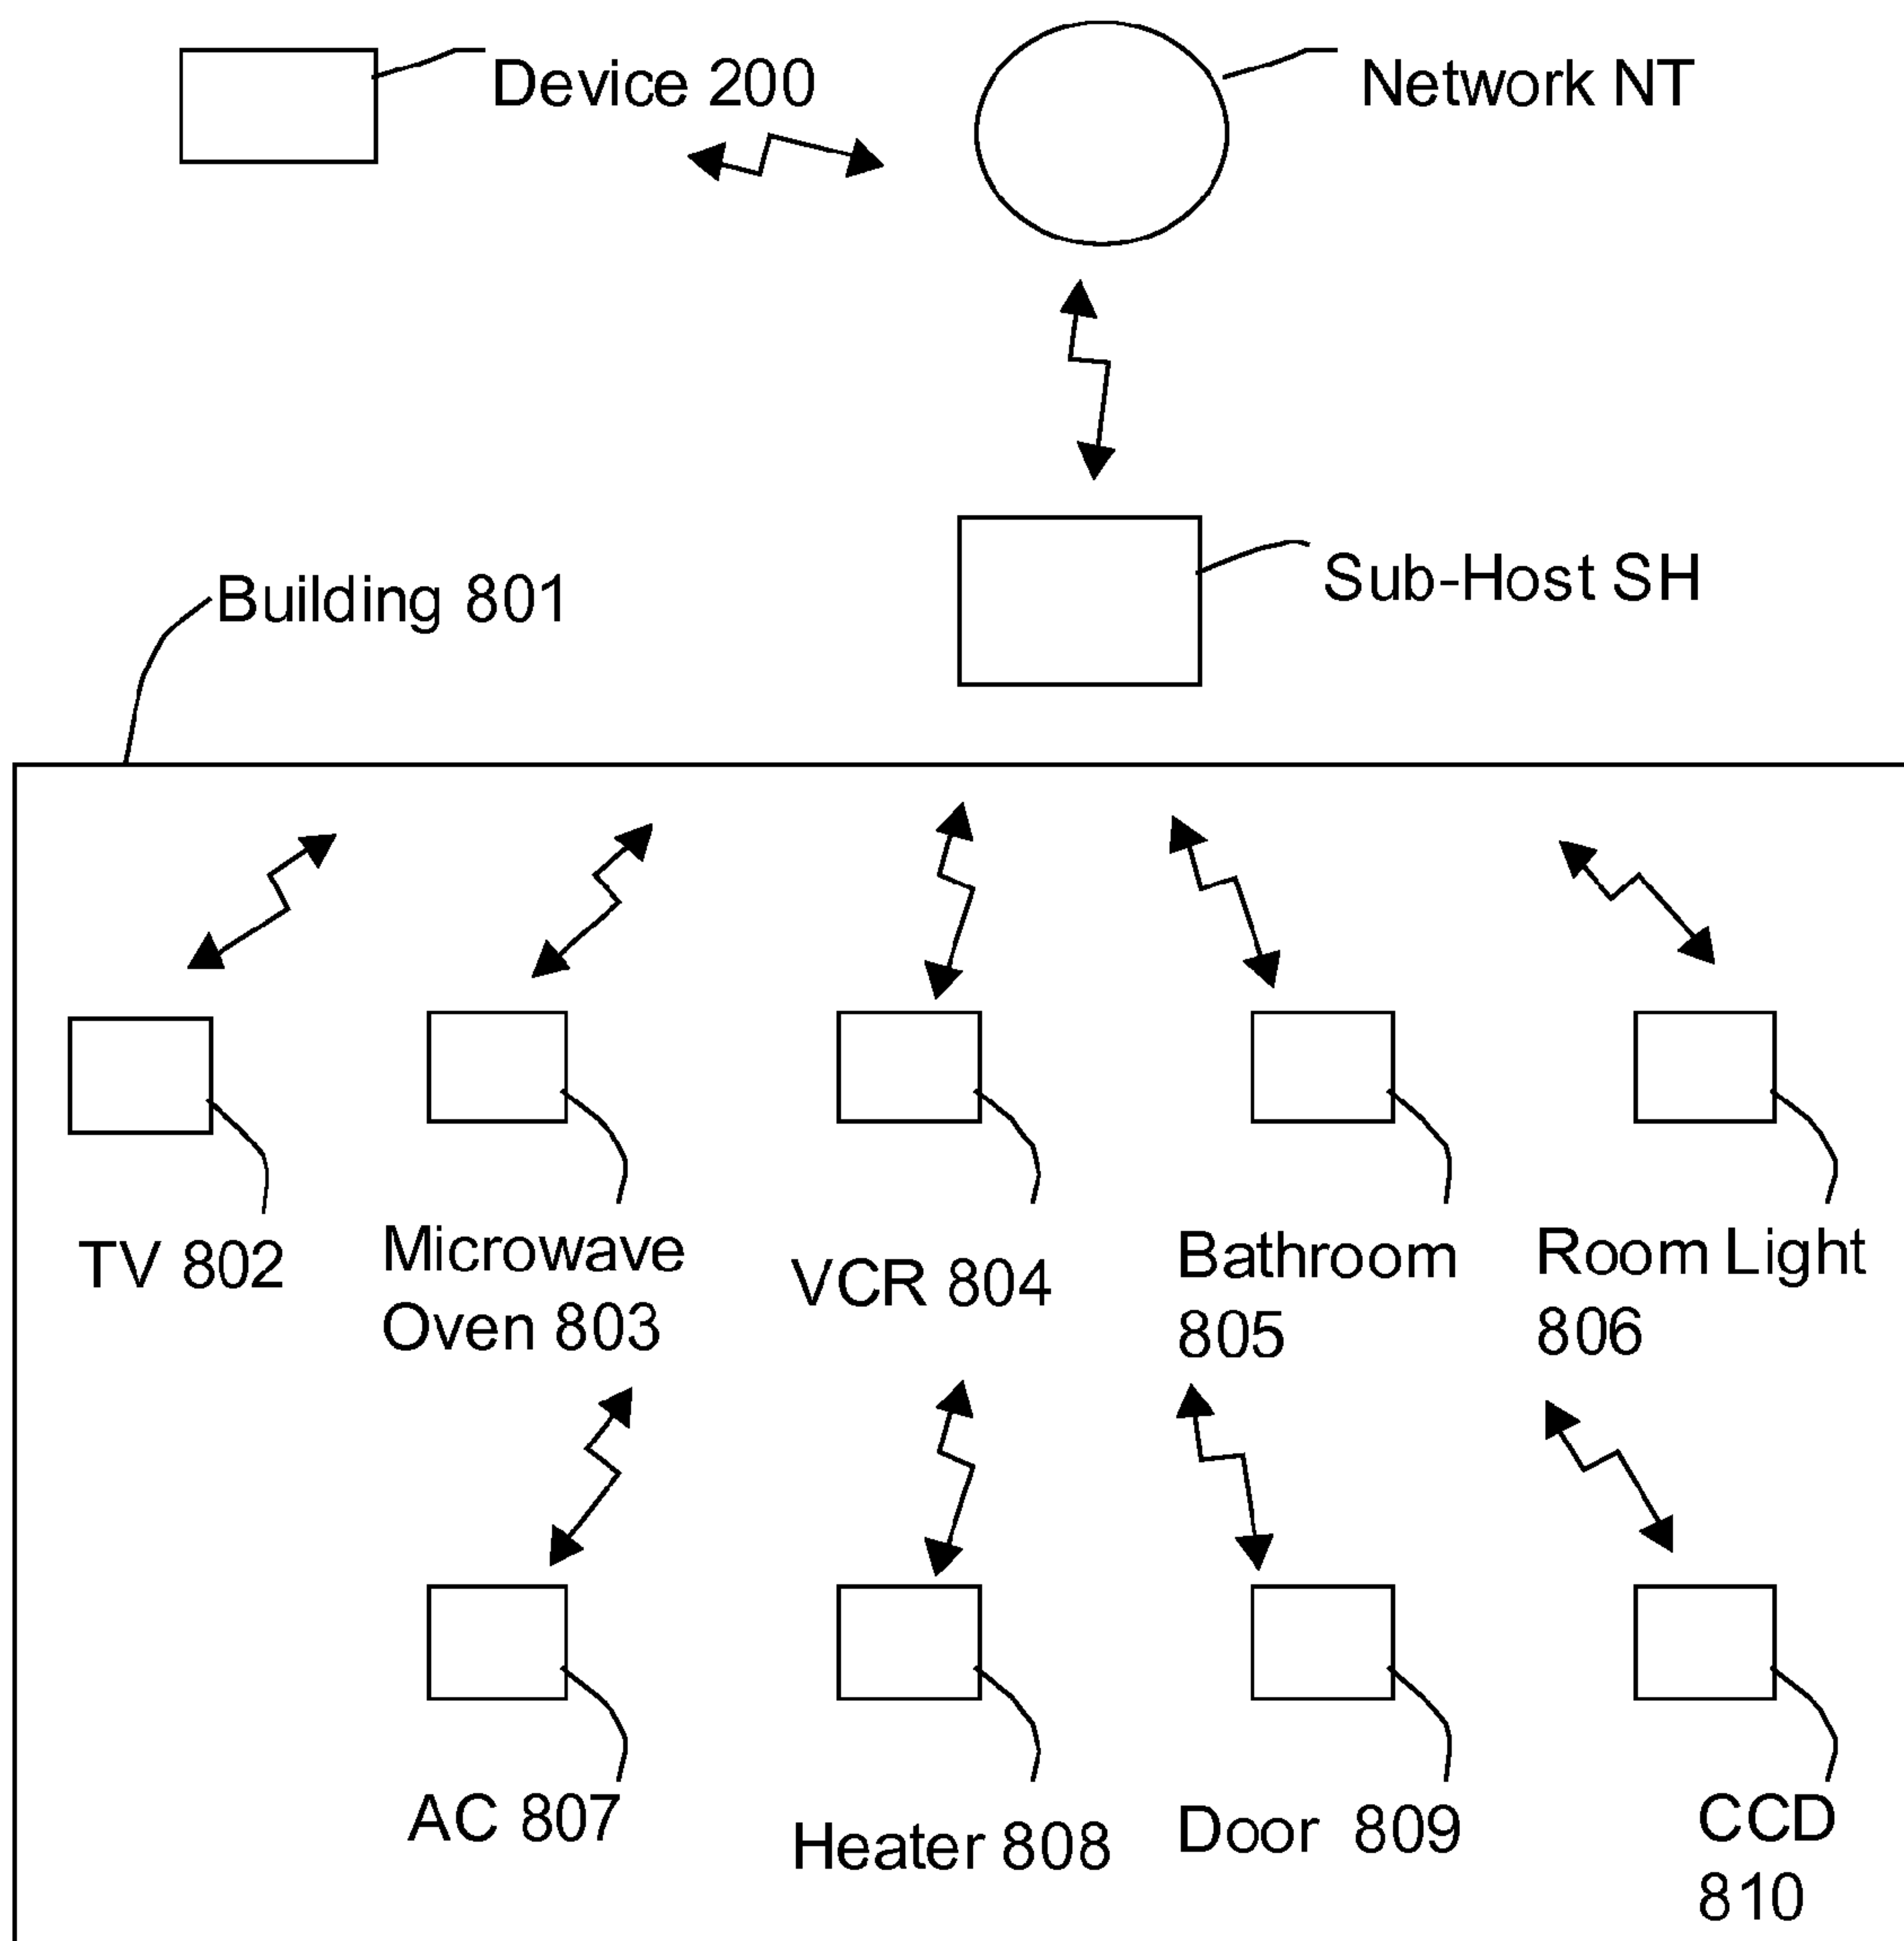 Device 200
Network NT
Sub-Host SH
Building 801
TV 802
Microwave
Oven 803
VCR 804
Bathroom
805
Room Light
806
AC 807
Heater 808
Door 809
CCD
810